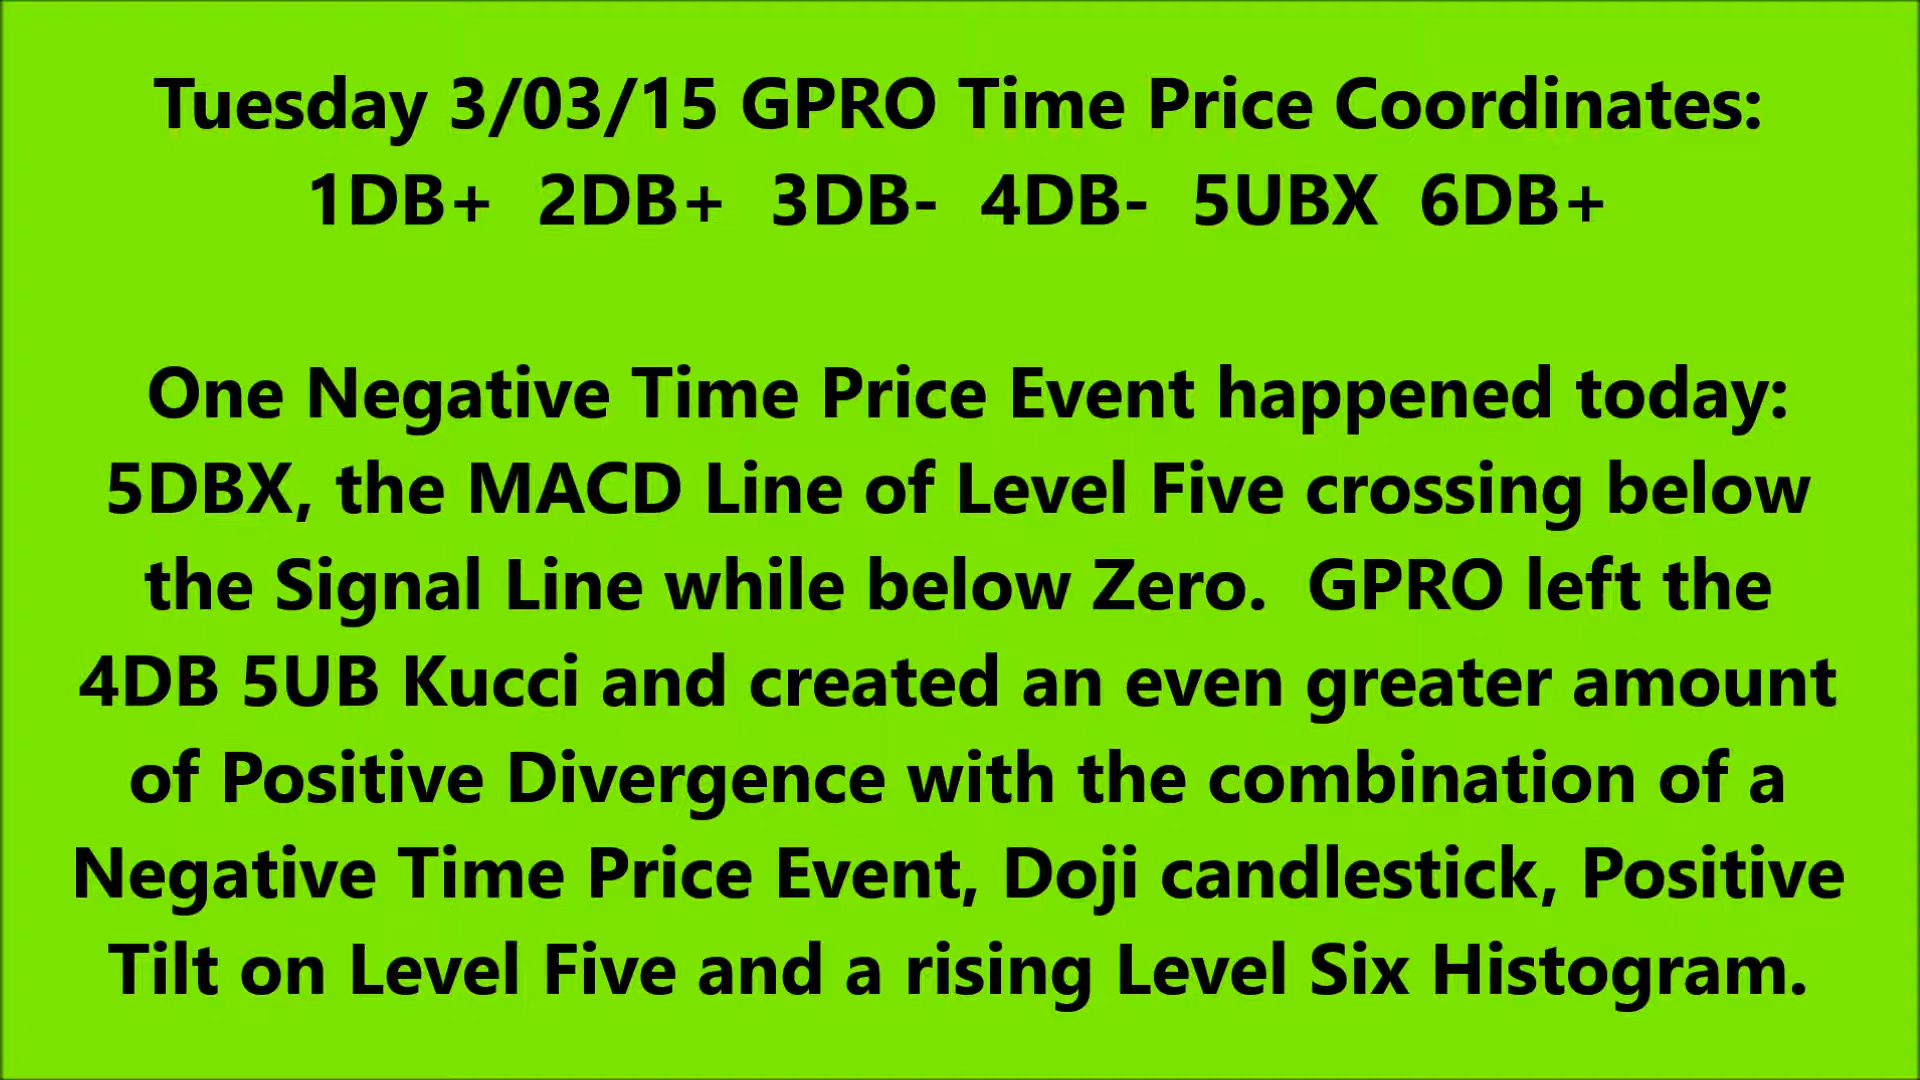 Tuesday 3/03/15 GPRO Time Price Coordinates:
1DB+ 2DB+ 3DB- 4DB- 5UBX 6DB+
One Negative Time Price Event happened today:
5DBX, the MACD Line of Level Five crossing below
the Signal Line while below Zero. GPRO left the
4DB 5UB Kucci and created an even greater amount
of Positive Divergence with the combination of a
Negative Time Price Event, Doji candlestick, Positive
Tilt on Level Five and a rising Level Six Histogram.